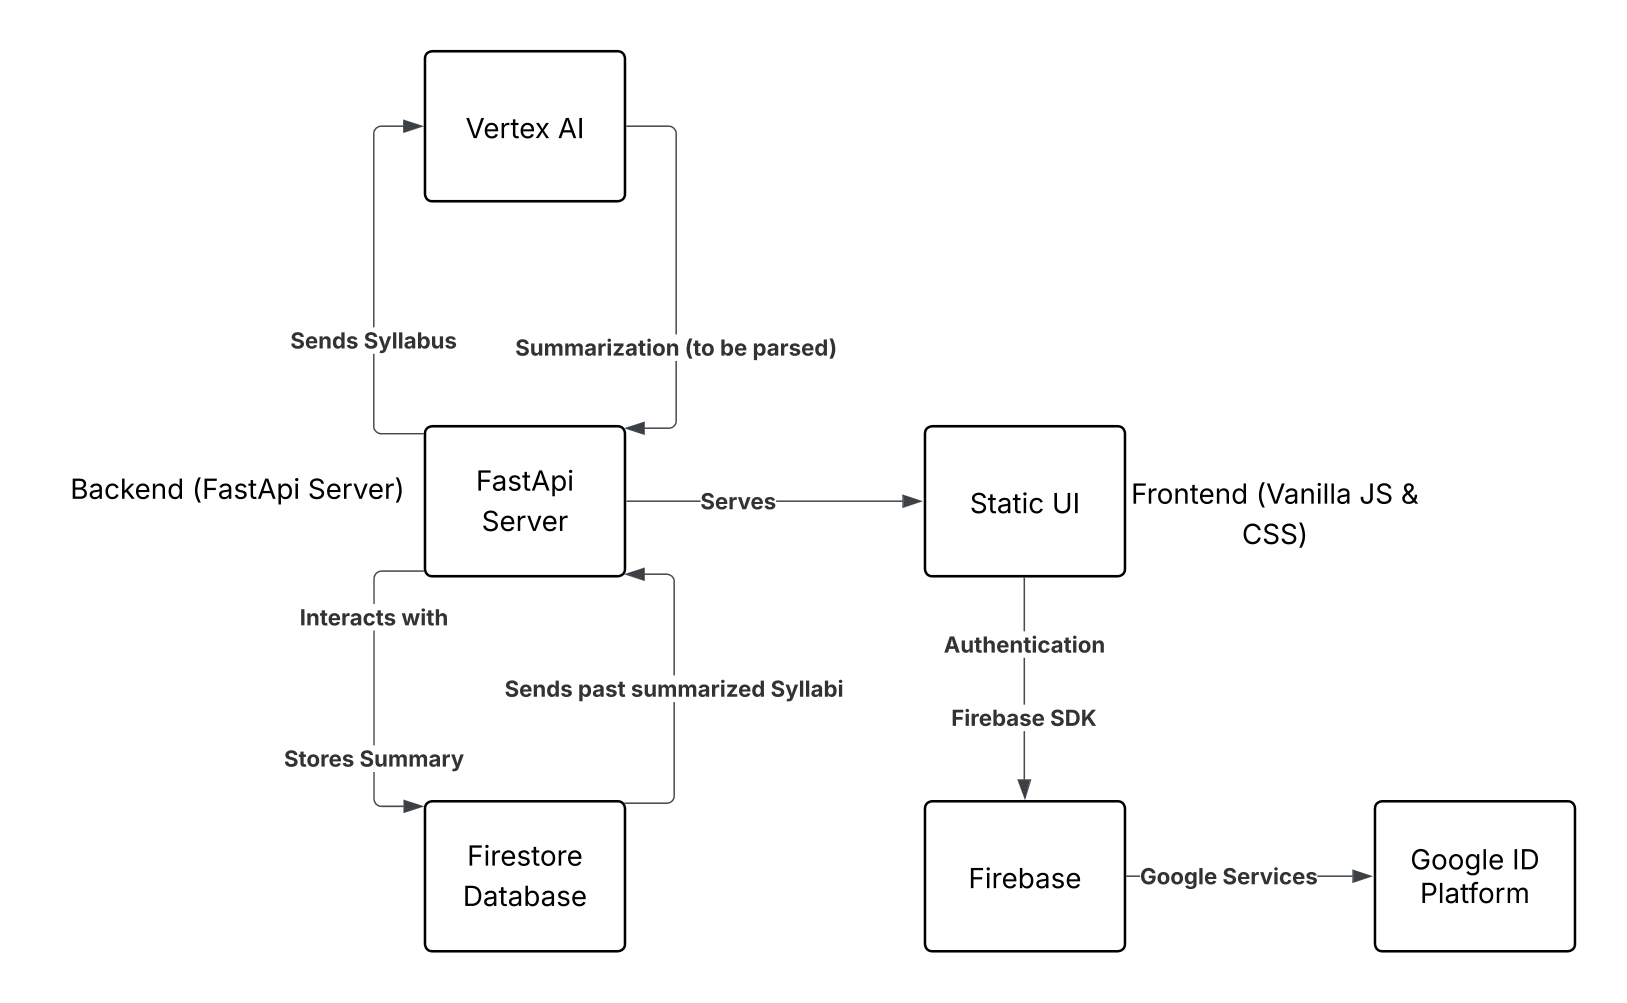 Vertex AI
Sends Syllabus
Summarization (to be parsed)
Backend (FastApi Server)
FastApi
Server
Serves
Static UI
Frontend (Vanilla JS &
CSS)
Interacts with
Authentication
Sends past summarized Syllabi
Firebase SDK
Stores Summary
Firestore
Database
Firebase
Google Services
Google ID
Platform